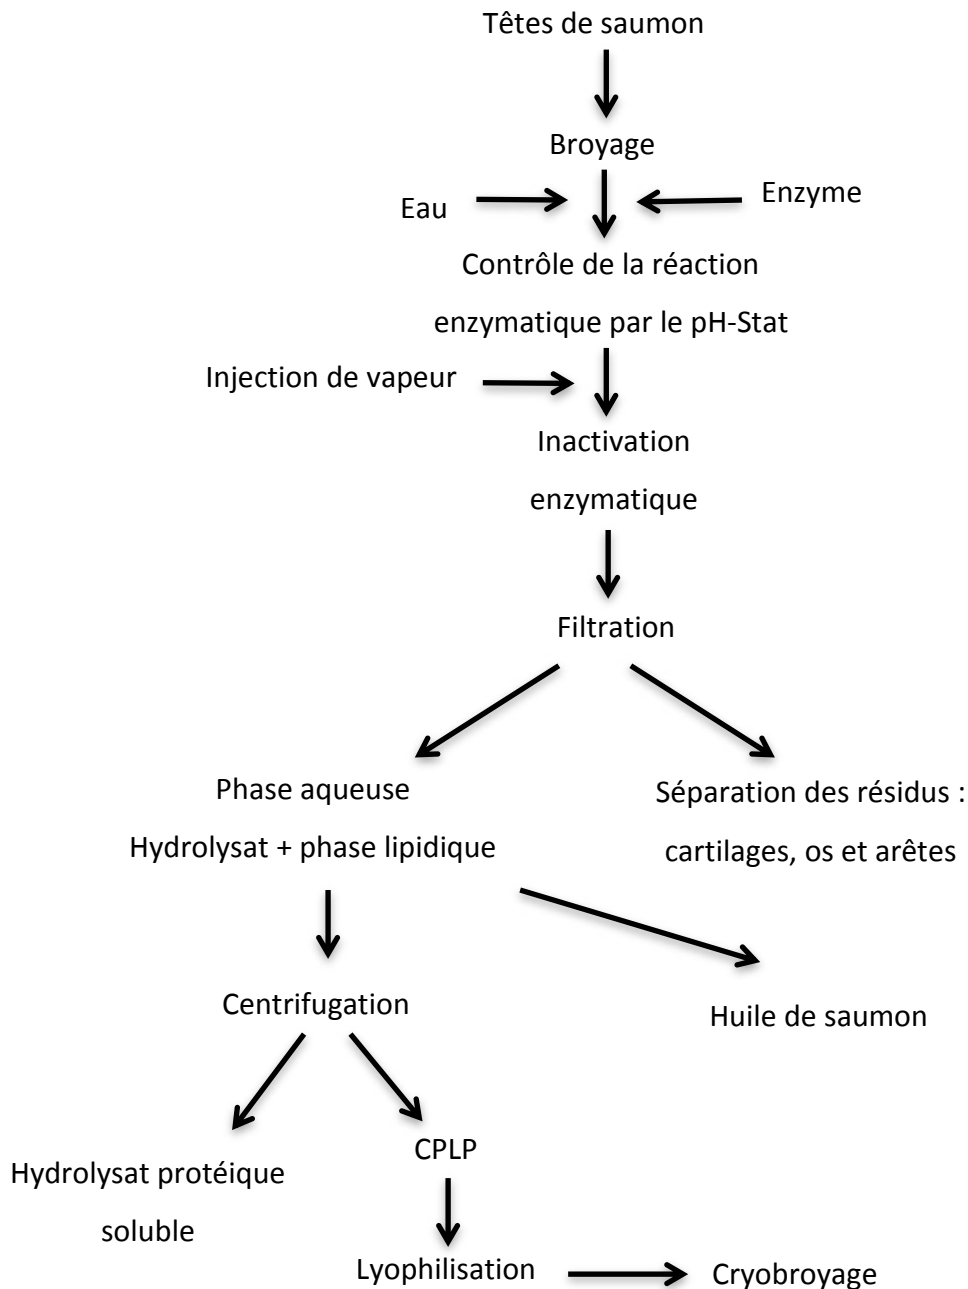 Têtes de saumon
Broyage
Eau
Enzyme
Contrôle de la réaction
enzymatique par le pH-Stat
Injection de vapeur
Inactivation
enzymatique
Filtration
Phase aqueuse
Hydrolysat + phase lipidique
Séparation des résidus :
cartilages, os et arêtes
Centrifugation
Huile de saumon
Hydrolysat protéique
soluble
CPLP
Lyophilisation
Cryobroyage